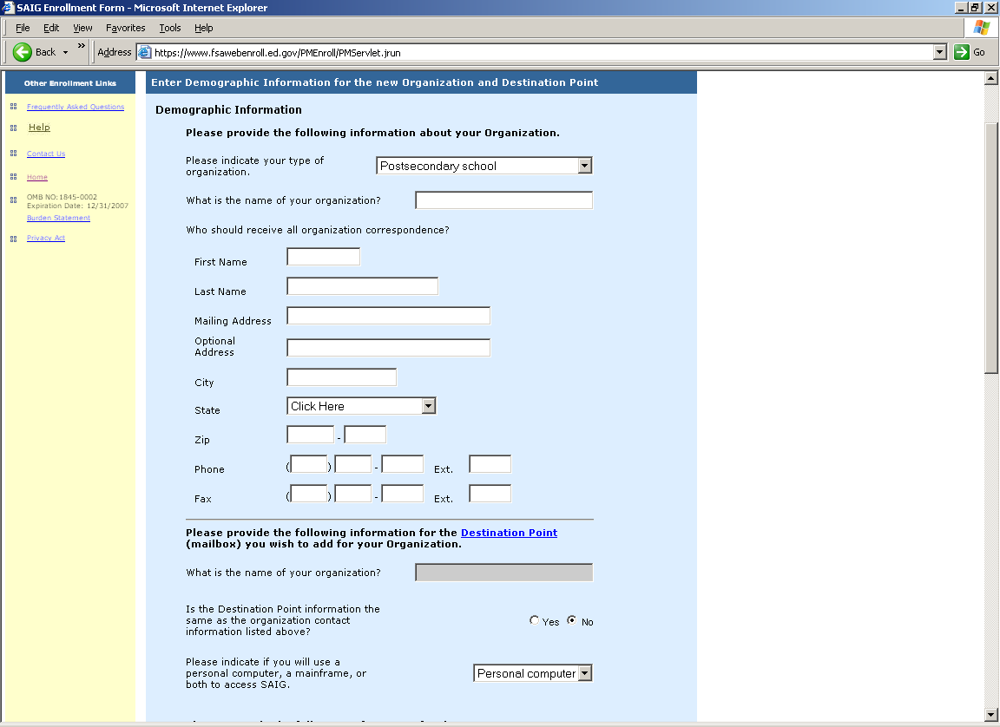 SAIG Enrollment Form - Microsoft Internet Explorer
File Edit View Favorites Tools Help
Back » Address https://www.fsawebenroll.ed.gov/PMEnroll/PMServlet.jrun Go
Other Enrollment Links
Frequently Asked Questions
Help
Contact Us
Home
OMB NO:1845-0002
Expiration Date: 12/31/2007
Burden Statement
Privacy Act
Enter Demographic Information for the new Organization and Destination Point
Demographic Information
Please provide the following information about your Organization.
Please indicate your type of
organization.
Postsecondary school
What is the name of your organization?
Who should receive all organization correspondence?
First Name
Last Name
Mailing Address
Optional
Address
City
State Click Here
Zip -
Phone ( ) - Ext.
Fax ( ) - Ext.
Please provide the following information for the Destination Point
(mailbox) you wish to add for your Organization.
What is the name of your organization?
Is the Destination Point information the
same as the organization contact
information listed above?
Yes No
Please indicate if you will use a
personal computer, a mainframe, or
both to access SAIG.
Personal computer